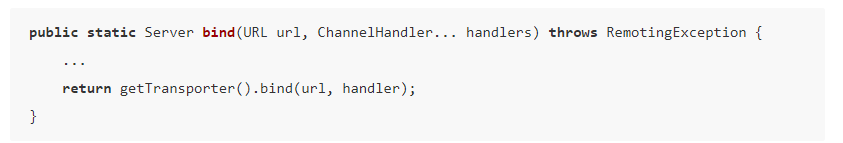 public static Server bind(URL url, ChannelHandler... handlers) throws RemotingException {
    ...
    return getTransporter().bind(url, handler);
}